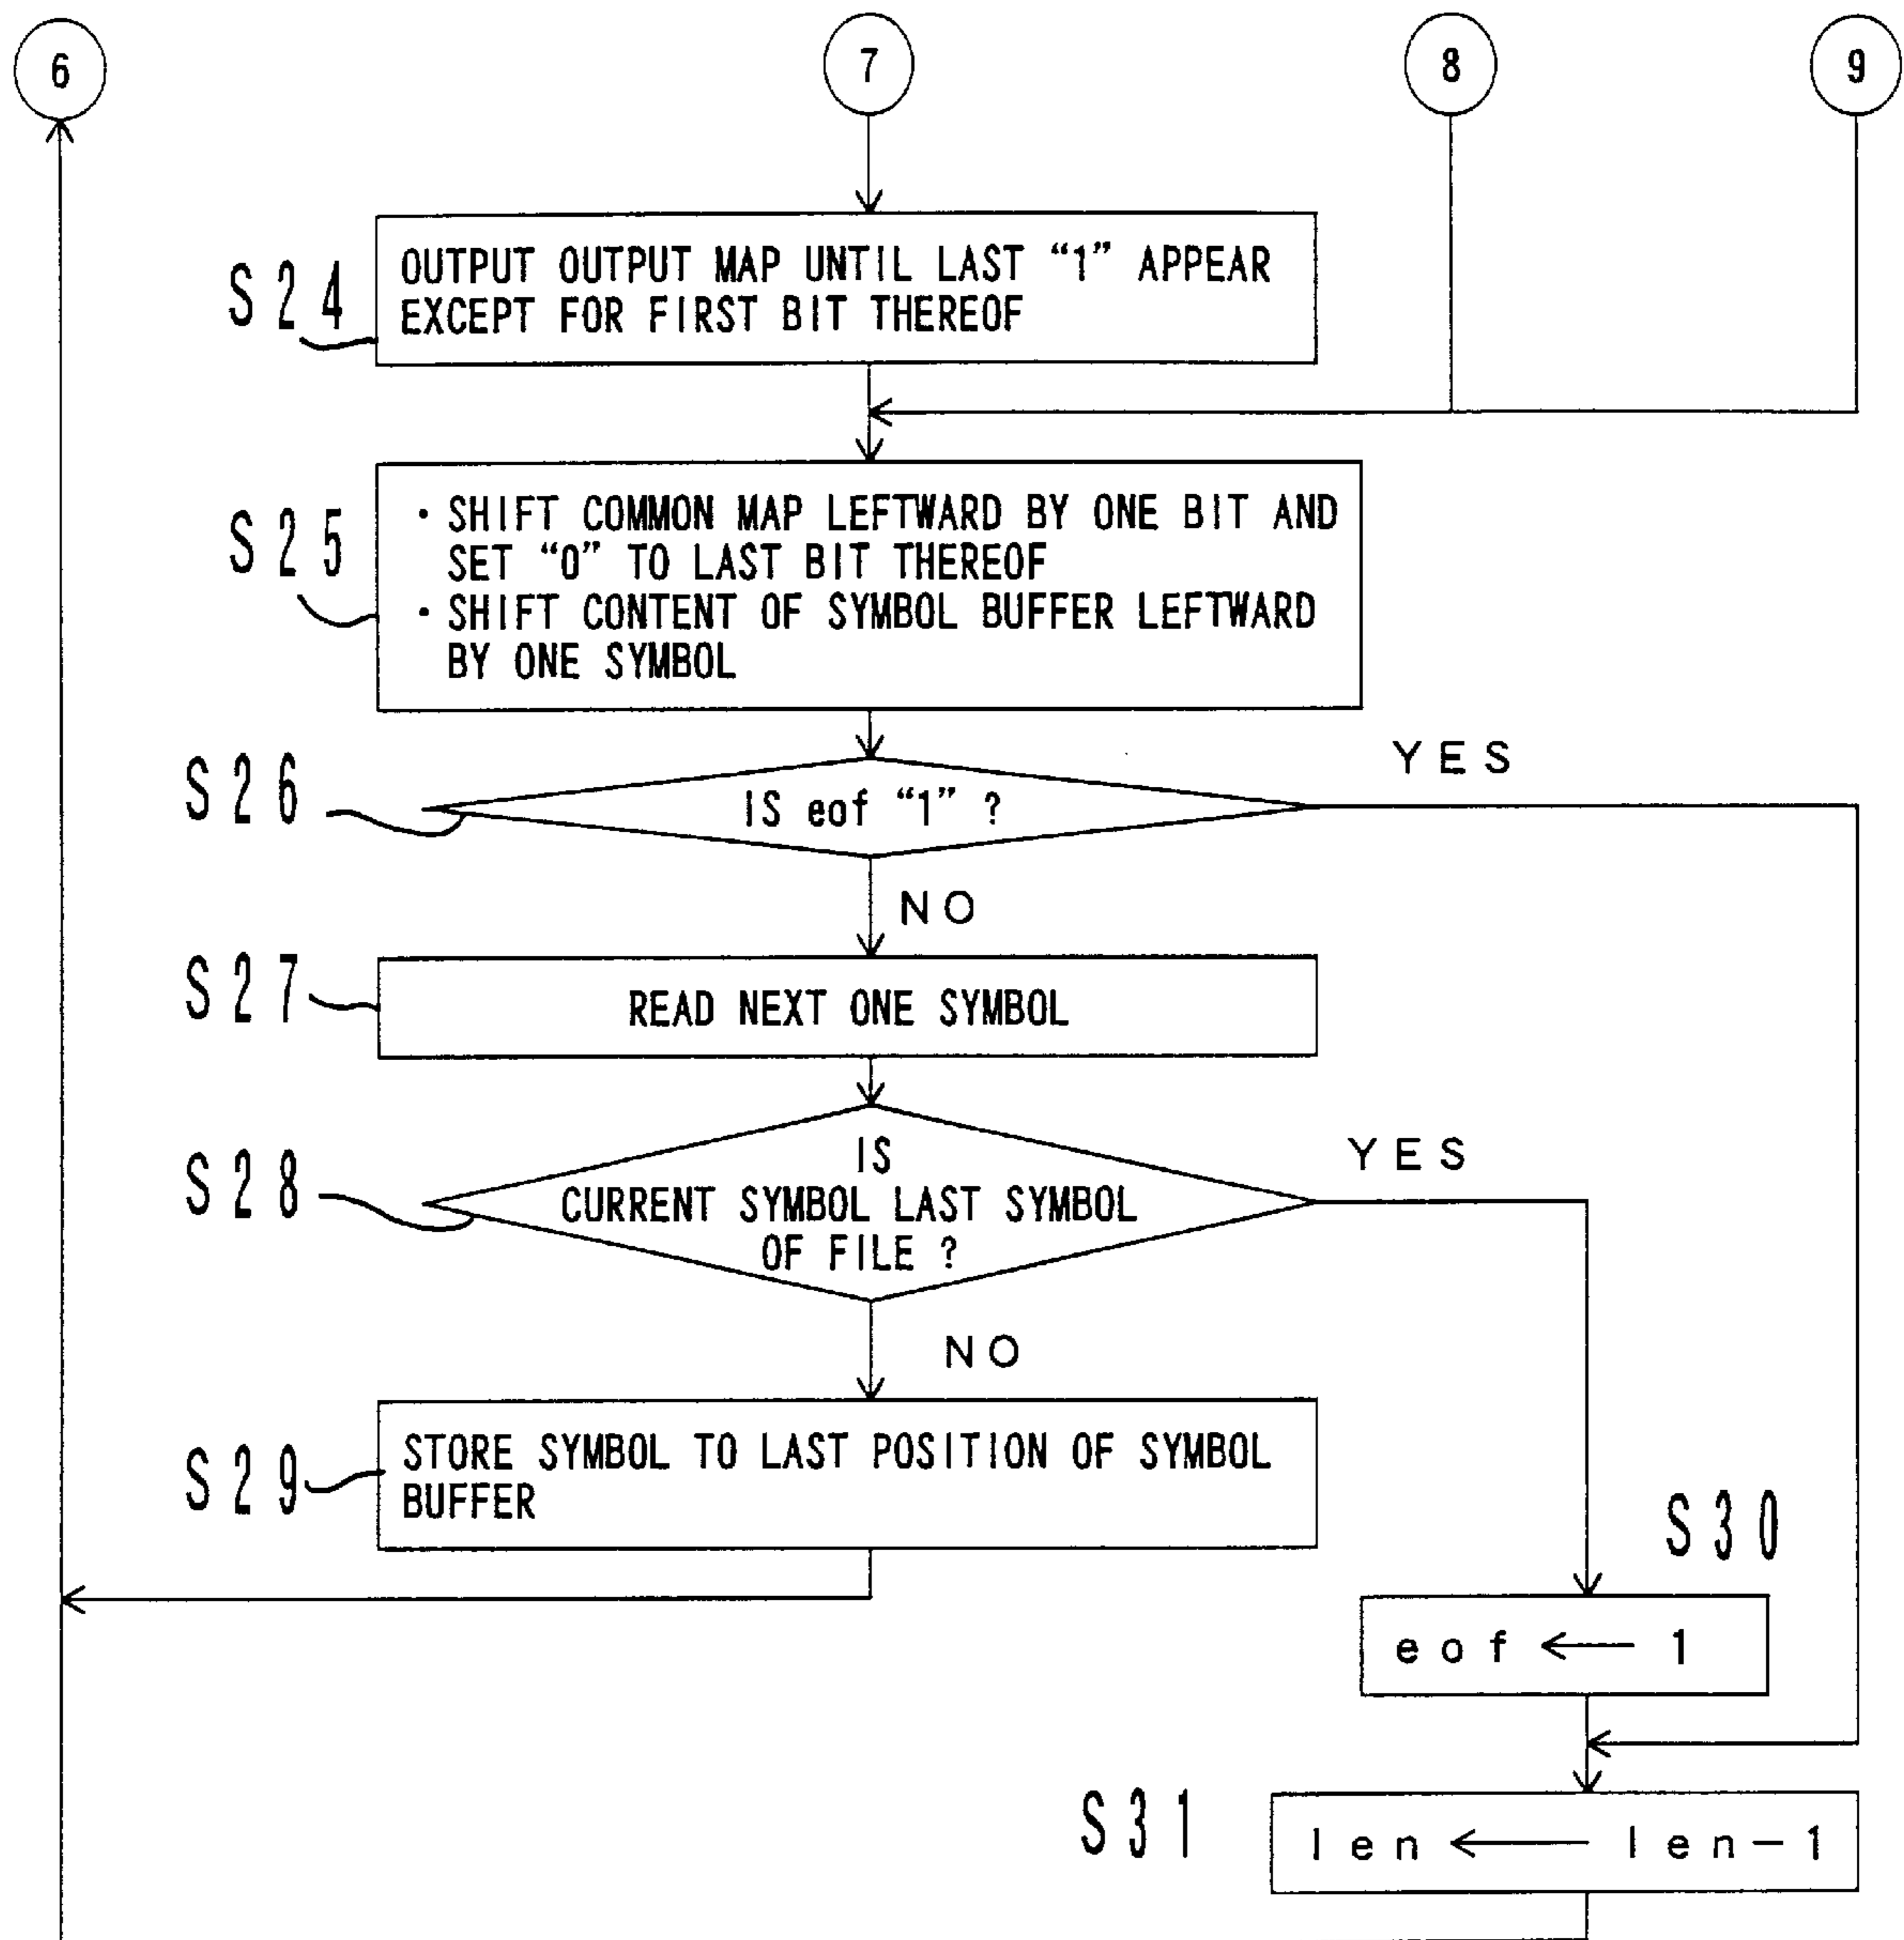 6
7
8
9
S24
OUTPUT OUTPUT MAP UNTIL LAST “1” APPEAR
EXCEPT FOR FIRST BIT THEREOF
S25
・SHIFT COMMON MAP LEFTWARD BY ONE BIT AND
SET “0” TO LAST BIT THEREOF
・SHIFT CONTENT OF SYMBOL BUFFER LEFTWARD
BY ONE SYMBOL
S26
IS eof “1” ?
YES
NO
S27
READ NEXT ONE SYMBOL
S28
IS
CURRENT SYMBOL LAST SYMBOL
OF FILE ?
YES
NO
S29
STORE SYMBOL TO LAST POSITION OF SYMBOL
BUFFER
S30
eof ← 1
S31
len ← len-1